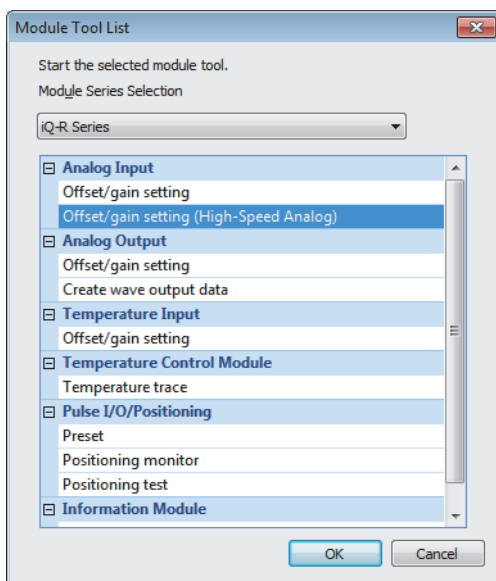 Module Tool List
Start the selected module tool.
Module Series Selection
iQ-R Series
Analog Input
Offset/gain setting
Offset/gain setting (High-Speed Analog)
Analog Output
Offset/gain setting
Create wave output data
Temperature Input
Offset/gain setting
Temperature Control Module
Temperature trace
Pulse I/O/Positioning
Preset
Positioning monitor
Positioning test
Information Module
OK Cancel